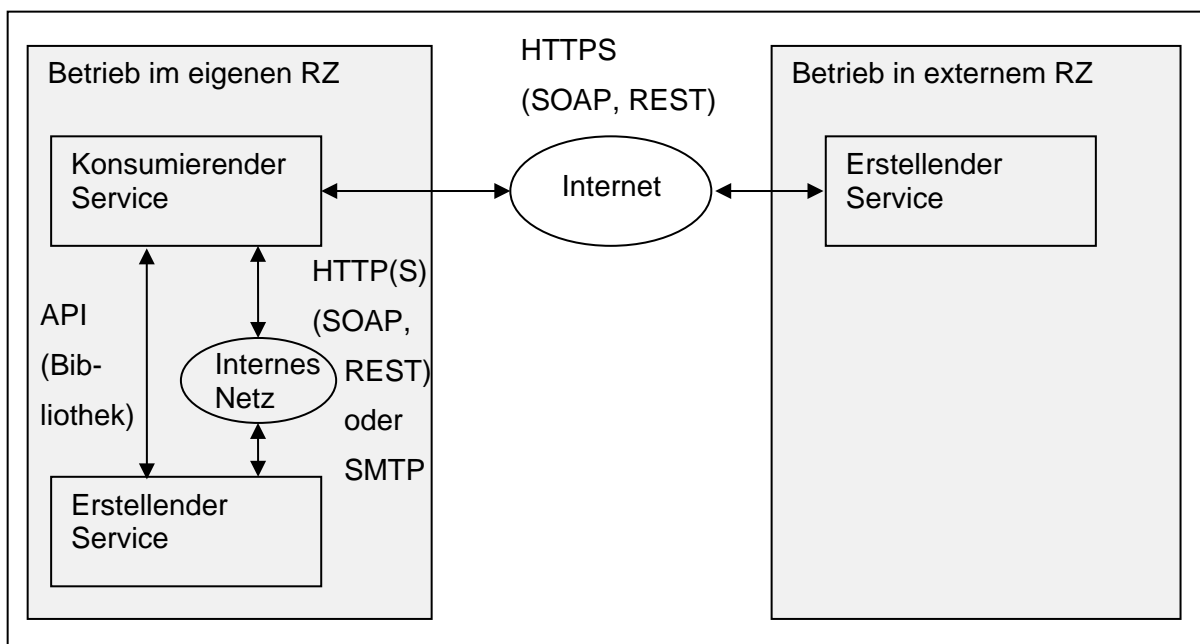 Betrieb im eigenen RZ
Konsumierender
Service
API
(Bib-
liothek)
HTTP(S)
(SOAP,
REST)
oder
SMTP
Internes
Netz
Erstellender
Service
HTTPS
(SOAP, REST)
Internet
Betrieb in externem RZ
Erstellender
Service